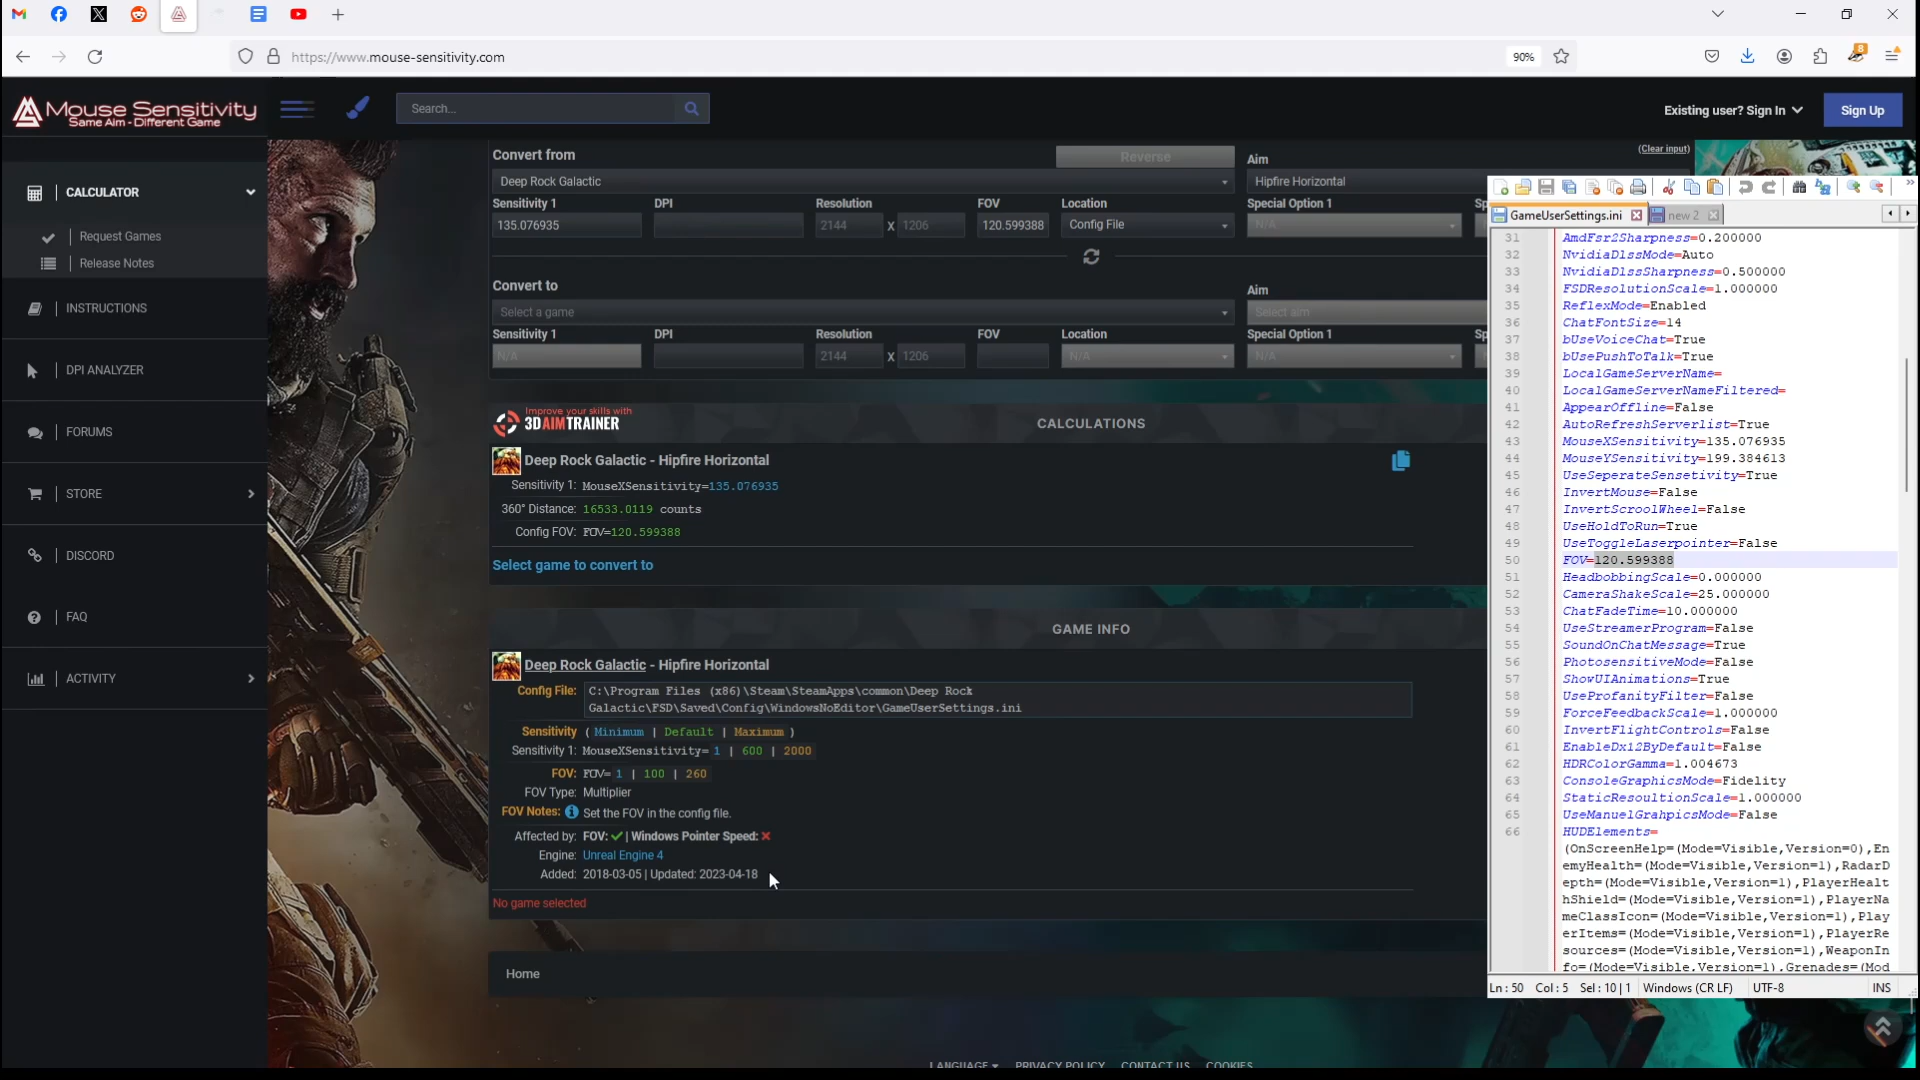 https://www.mouse-sensitivity.com
90%
8
Mouse Sensitivity
Same Aim - Different Game
Search...
Existing user? Sign In
Sign Up
CALCULATOR
Request Games
Release Notes
INSTRUCTIONS
DPI ANALYZER
FORUMS
STORE
DISCORD
FAQ
ACTIVITY
(Clear input)
Convert from
Reverse
Aim
Deep Rock Galactic
Hipfire Horizontal
Sensitivity 1
DPI
Resolution
FOV
Location
Special Option 1
Sp
135.076935
2144
x
1206
120.599388
Config File
N/A
N
Convert to
Aim
Select a game
Select aim
Sensitivity 1
DPI
Resolution
FOV
Location
Special Option 1
Sp
N/A
2144
x
1206
N/A
N/A
N
Improve your skills with
3DAIMTRAINER
CALCULATIONS
Deep Rock Galactic - Hipfire Horizontal
Sensitivity 1: MouseXSensitivity=135.076935
360° Distance: 16533.0119 counts
Config FOV: FOV=120.599388
Select game to convert to
GAME INFO
Deep Rock Galactic - Hipfire Horizontal
Config File: C:\Program Files (x86)\Steam\SteamApps\common\Deep Rock
Galactic\FSD\Saved\Config\WindowsNoEditor\GameUserSettings.ini
Sensitivity ( Minimum | Default | Maximum )
Sensitivity 1: MouseXSensitivity= 1 | 600 | 2000
FOV: FOV= 1 | 100 | 260
FOV Type: Multiplier
FOV Notes: Set the FOV in the config file.
Affected by: FOV: | Windows Pointer Speed:
Engine: Unreal Engine 4
Added: 2018-03-05 | Updated: 2023-04-18
No game selected
Home
LANGUAGE PRIVACY POLICY CONTACT US COOKIES
GameUserSettings.ini
new 2
31 AmdFsr2Sharpness=0.200000
32 NvidiaDlssMode=Auto
33 NvidiaDlssSharpness=0.500000
34 FSDResolutionScale=1.000000
35 ReflexMode=Enabled
36 ChatFontSize=14
37 bUseVoiceChat=True
38 bUsePushToTalk=True
39 LocalGameServerName=
40 LocalGameServerNameFiltered=
41 AppearOffline=False
42 AutoRefreshServerlist=True
43 MouseXSensitivity=135.076935
44 MouseYSensitivity=199.384613
45 UseSeperateSensetivity=True
46 InvertMouse=False
47 InvertScroolWheel=False
48 UseHoldToRun=True
49 UseToggleLaserpointer=False
50 FOV=120.599388
51 HeadbobbingScale=0.000000
52 CameraShakeScale=25.000000
53 ChatFadeTime=10.000000
54 UseStreamerProgram=False
55 SoundOnChatMessage=True
56 PhotosensitiveMode=False
57 ShowUIAnimations=True
58 UseProfanityFilter=False
59 ForceFeedbackScale=1.000000
60 InvertFlightControls=False
61 EnableDx12ByDefault=False
62 HDRColorGamma=1.004673
63 ConsoleGraphicsMode=Fidelity
64 StaticResoultionScale=1.000000
65 UseManuelGrahpicsMode=False
66 HUDElements=
(OnScreenHelp=(Mode=Visible,Version=0),En
emyHealth=(Mode=Visible,Version=1),RadarD
epth=(Mode=Visible,Version=1),PlayerHealt
hShield=(Mode=Visible,Version=1),PlayerNa
meClassIcon=(Mode=Visible,Version=1),Play
erItems=(Mode=Visible,Version=1),PlayerRe
sources=(Mode=Visible,Version=1),WeaponIn
fo=(Mode=Visible,Version=1),Grenades=(Mod
Ln: 50 Col: 5 Sel: 10 | 1 Windows (CR LF) UTF-8 INS